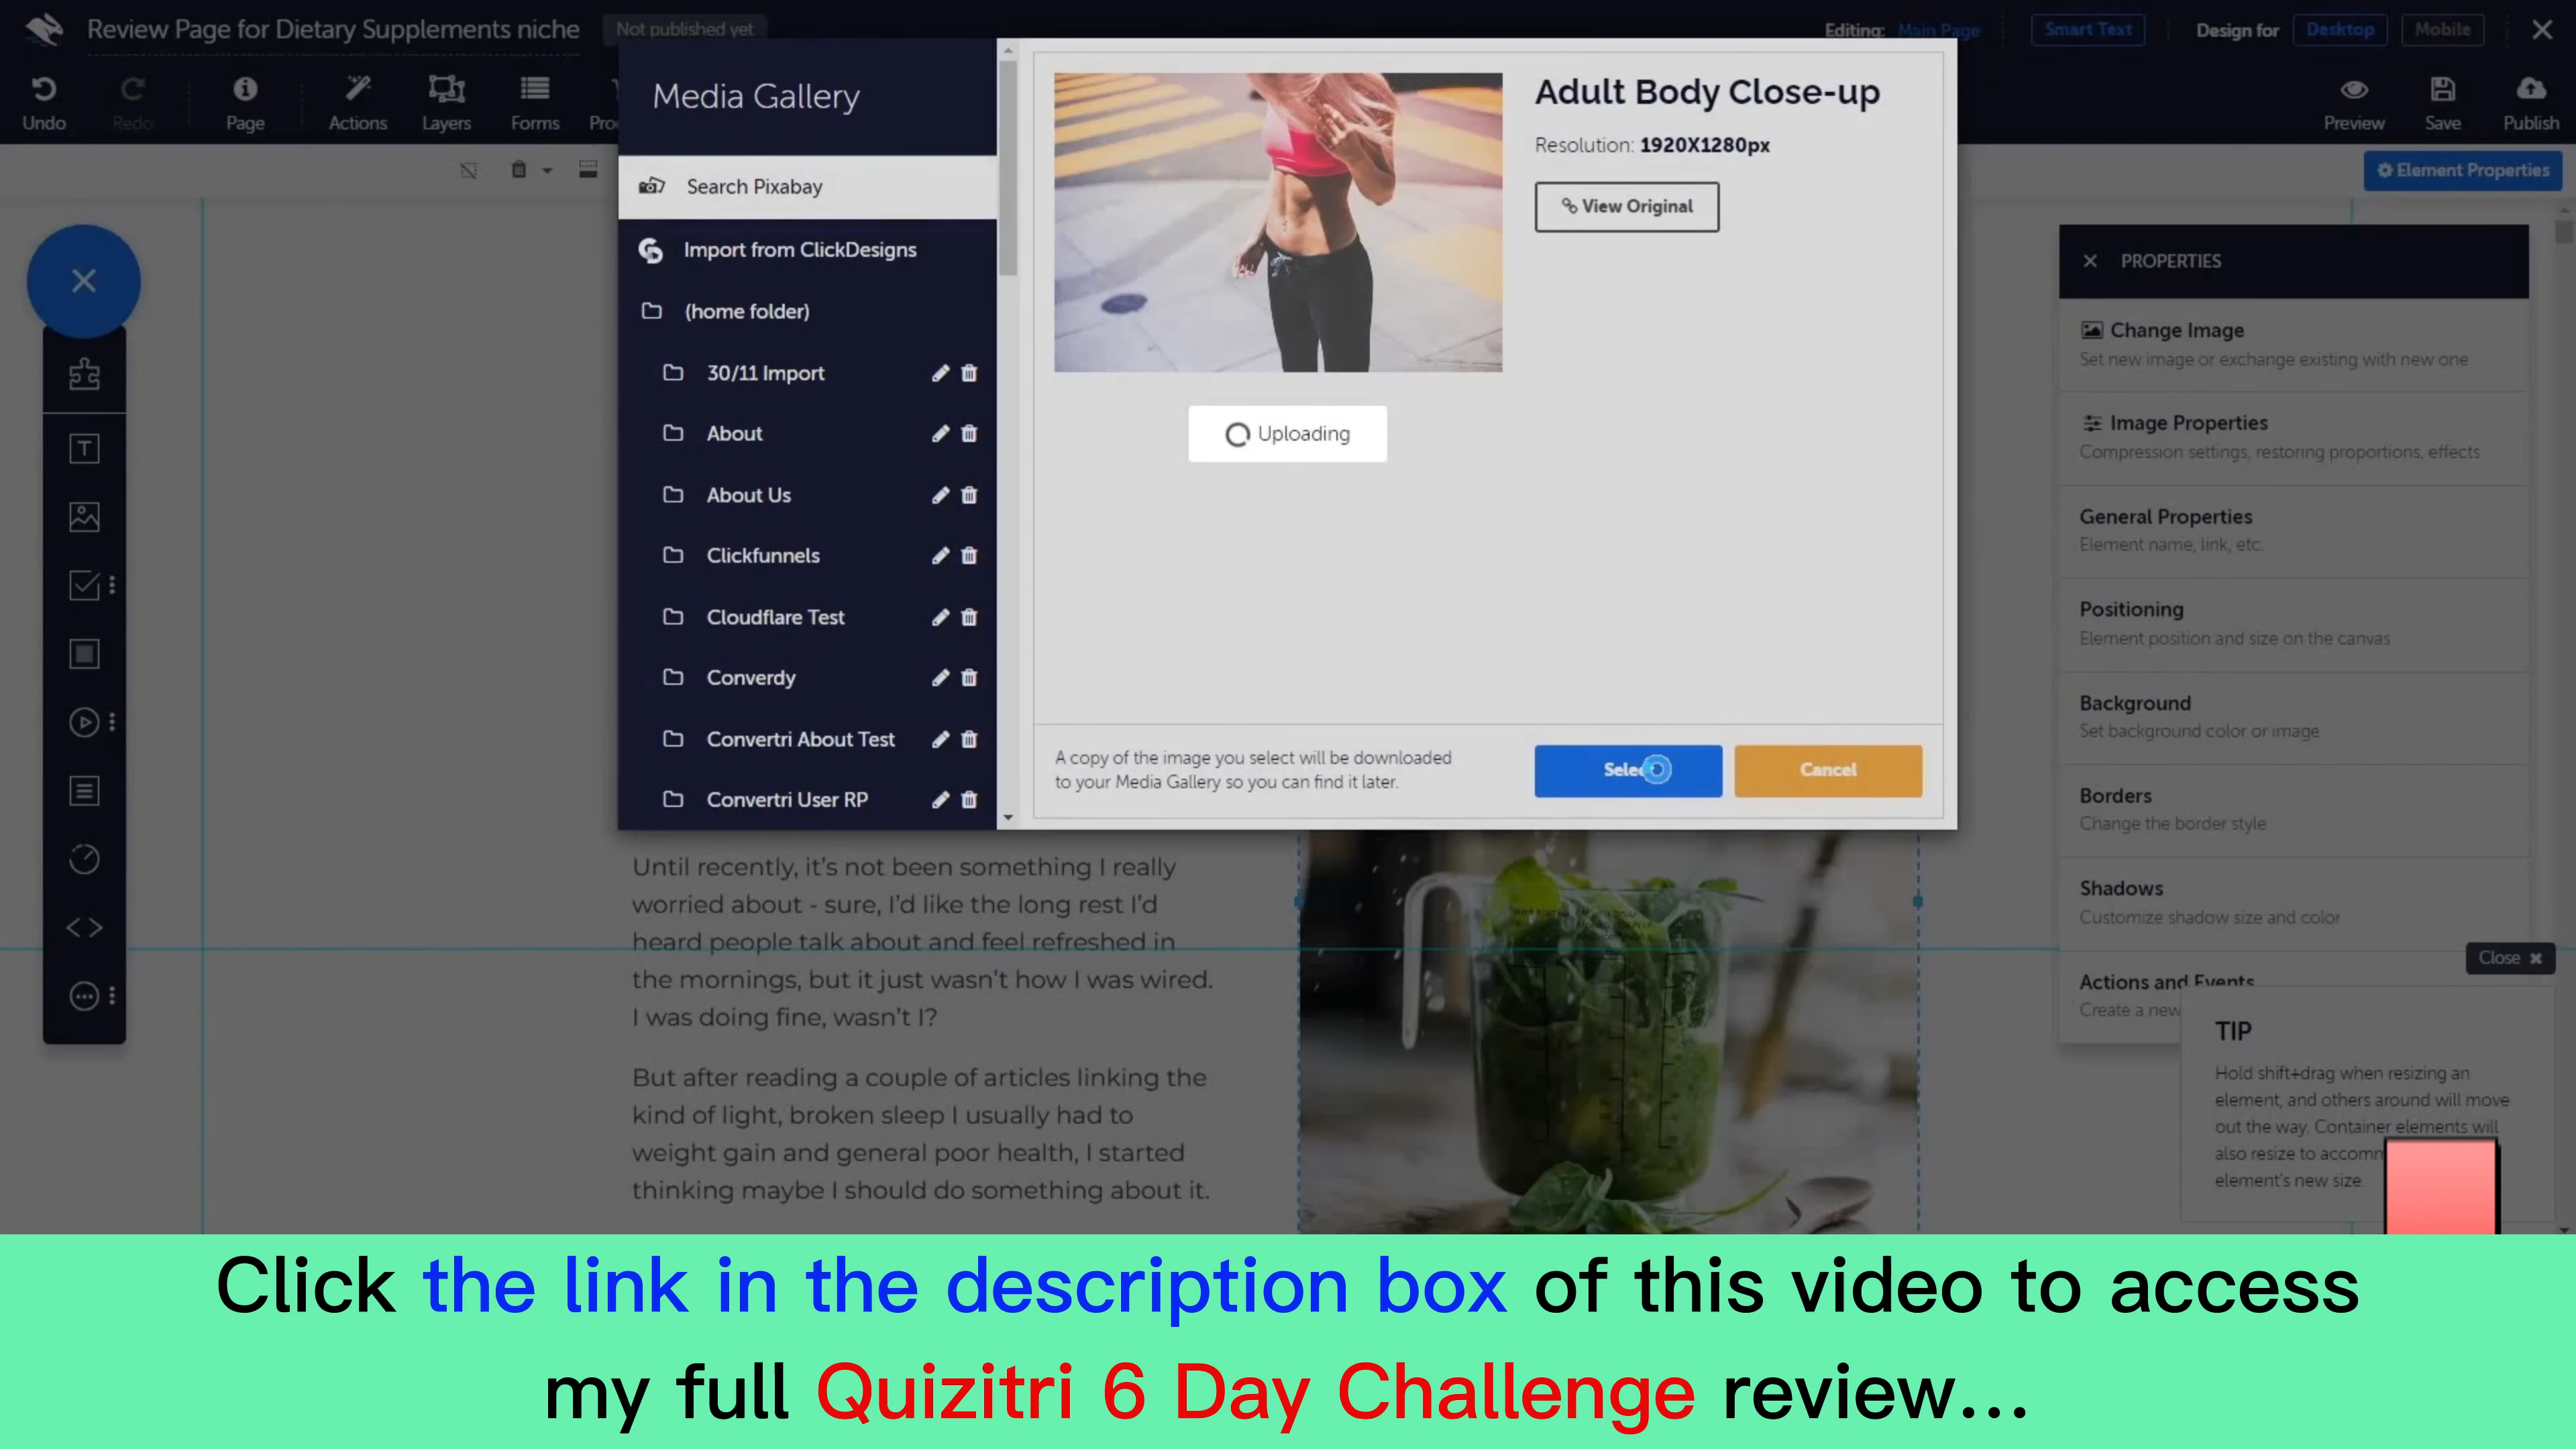 Review Page for Dietary Supplements niche
Not published yet
Editing: Main Page
Smart Text
Design for
Desktop
Mobile
Undo
Redo
Page
Actions
Layers
Forms
Preview
Save
Publish
Element Properties
Media Gallery
Search Pixabay
Import from ClickDesigns
(home folder)
30/11 Import
About
About Us
Clickfunnels
Cloudflare Test
Converdy
Convertri About Test
Convertri User RP
Adult Body Close-up
Resolution: 1920X1280px
View Original
Uploading
A copy of the image you select will be downloaded
to your Media Gallery so you can find it later.
Select
Cancel
PROPERTIES
Change Image
Set new image or exchange existing with new one
Image Properties
Compression settings, restoring proportions, effects
General Properties
Element name, link, etc.
Positioning
Element position and size on the canvas
Background
Set background color or image
Borders
Change the border style
Shadows
Customize shadow size and color
Actions and Events
Create a new
Close
TIP
Hold shift+drag when resizing an
element, and others around will move
out the way. Container elements will
also resize to accomm
element's new size
Until recently, it's not been something I really
worried about - sure, I'd like the long rest I'd
heard people talk about and feel refreshed in
the mornings, but it just wasn't how I was wired.
I was doing fine, wasn't I?
But after reading a couple of articles linking the
kind of light, broken sleep I usually had to
weight gain and general poor health, I started
thinking maybe I should do something about it.
Click the link in the description box of this video to access
my full Quizitri 6 Day Challenge review...